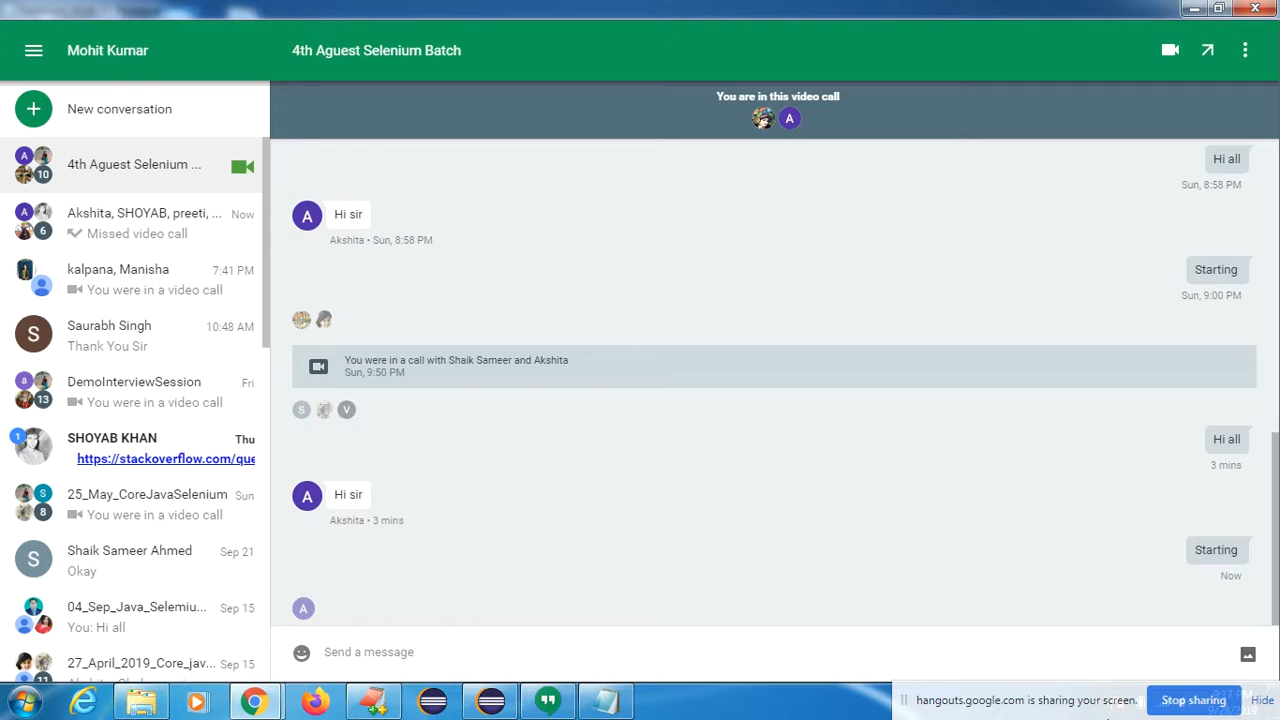 Mohit Kumar
4th Aguest Selenium Batch
New conversation
You are in this video call
A
A
10
4th Aguest Selenium ...
Hi all
Sun, 8:58 PM
A
6
Akshita, SHOYAB, preeti, ...
Now
Missed video call
A
Hi sir
Akshita • Sun, 8:58 PM
kalpana, Manisha
7:41 PM
You were in a video call
Starting
Sun, 9:00 PM
S
Saurabh Singh
10:48 AM
Thank You Sir
You were in a call with Shaik Sameer and Akshita
Sun, 9:50 PM
a
13
DemoInterviewSession
Fri
You were in a video call
S
V
1
SHOYAB KHAN
Thu
https://stackoverflow.com/que
Hi all
3 mins
S
8
25_May_CoreJavaSelenium
Sun
You were in a video call
A
Hi sir
Akshita • 3 mins
S
Shaik Sameer Ahmed
Sep 21
Okay
Starting
Now
04_Sep_Java_Selemiu...
Sep 15
You: Hi all
A
27_April_2019_Core_jav...
Sep 15
11
Send a message
hangouts.google.com is sharing your screen.
Stop sharing
Hide